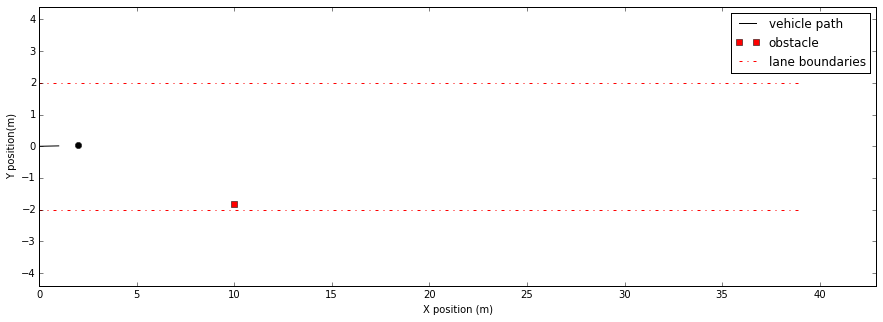 4
3
2
1
0
−1
−2
−3
−4
Y position(m)
0 5 10 15 20 25 30 35 40
X position (m)
vehicle path
obstacle
lane boundaries